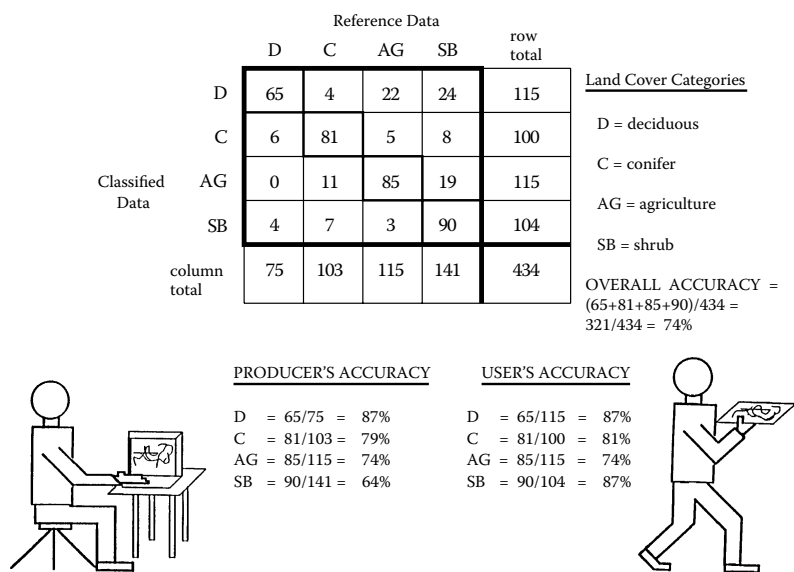 Reference Data
D C AG SB row total
D 65 4 22 24 115
C 6 81 5 8 100
Classified Data
AG 0 11 85 19 115
SB 4 7 3 90 104
column total 75 103 115 141 434
Land Cover Categories
D = deciduous
C = conifer
AG = agriculture
SB = shrub
OVERALL ACCURACY =
(65+81+85+90)/434 =
321/434 = 74%
PRODUCER'S ACCURACY
D = 65/75 = 87%
C = 81/103 = 79%
AG = 85/115 = 74%
SB = 90/141 = 64%
USER'S ACCURACY
D = 65/115 = 87%
C = 81/100 = 81%
AG = 85/115 = 74%
SB = 90/104 = 87%